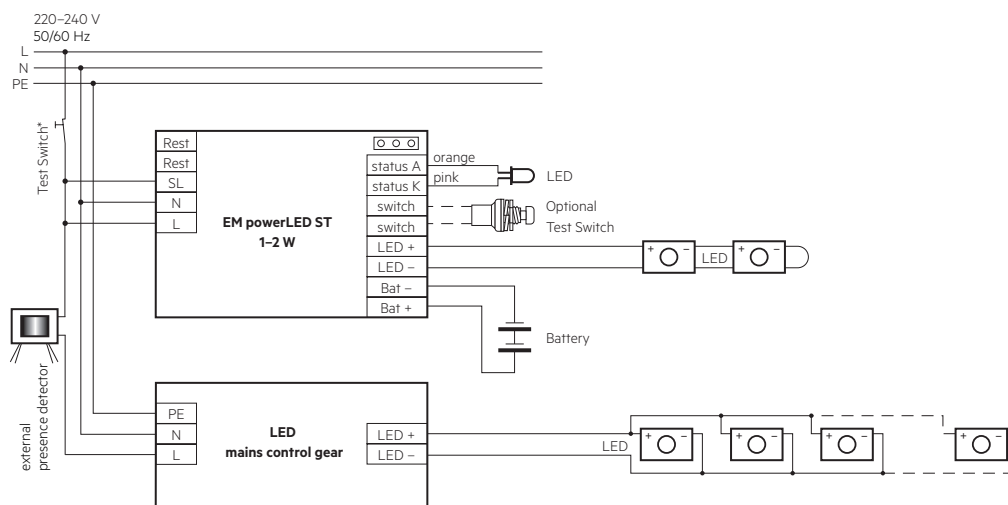 220–240 V
50/60 Hz
L
N
PE
Test Switch*
Rest
Rest
SL
N
L
EM powerLED ST
1–2 W
status A
status K
switch
switch
LED +
LED –
Bat –
Bat +
orange
pink
LED
Optional
Test Switch
+ –
LED
+ –
Battery
external
presence detector
PE
N
L
LED
mains control gear
LED +
LED –
LED
+ –
+ –
+ –
+ –